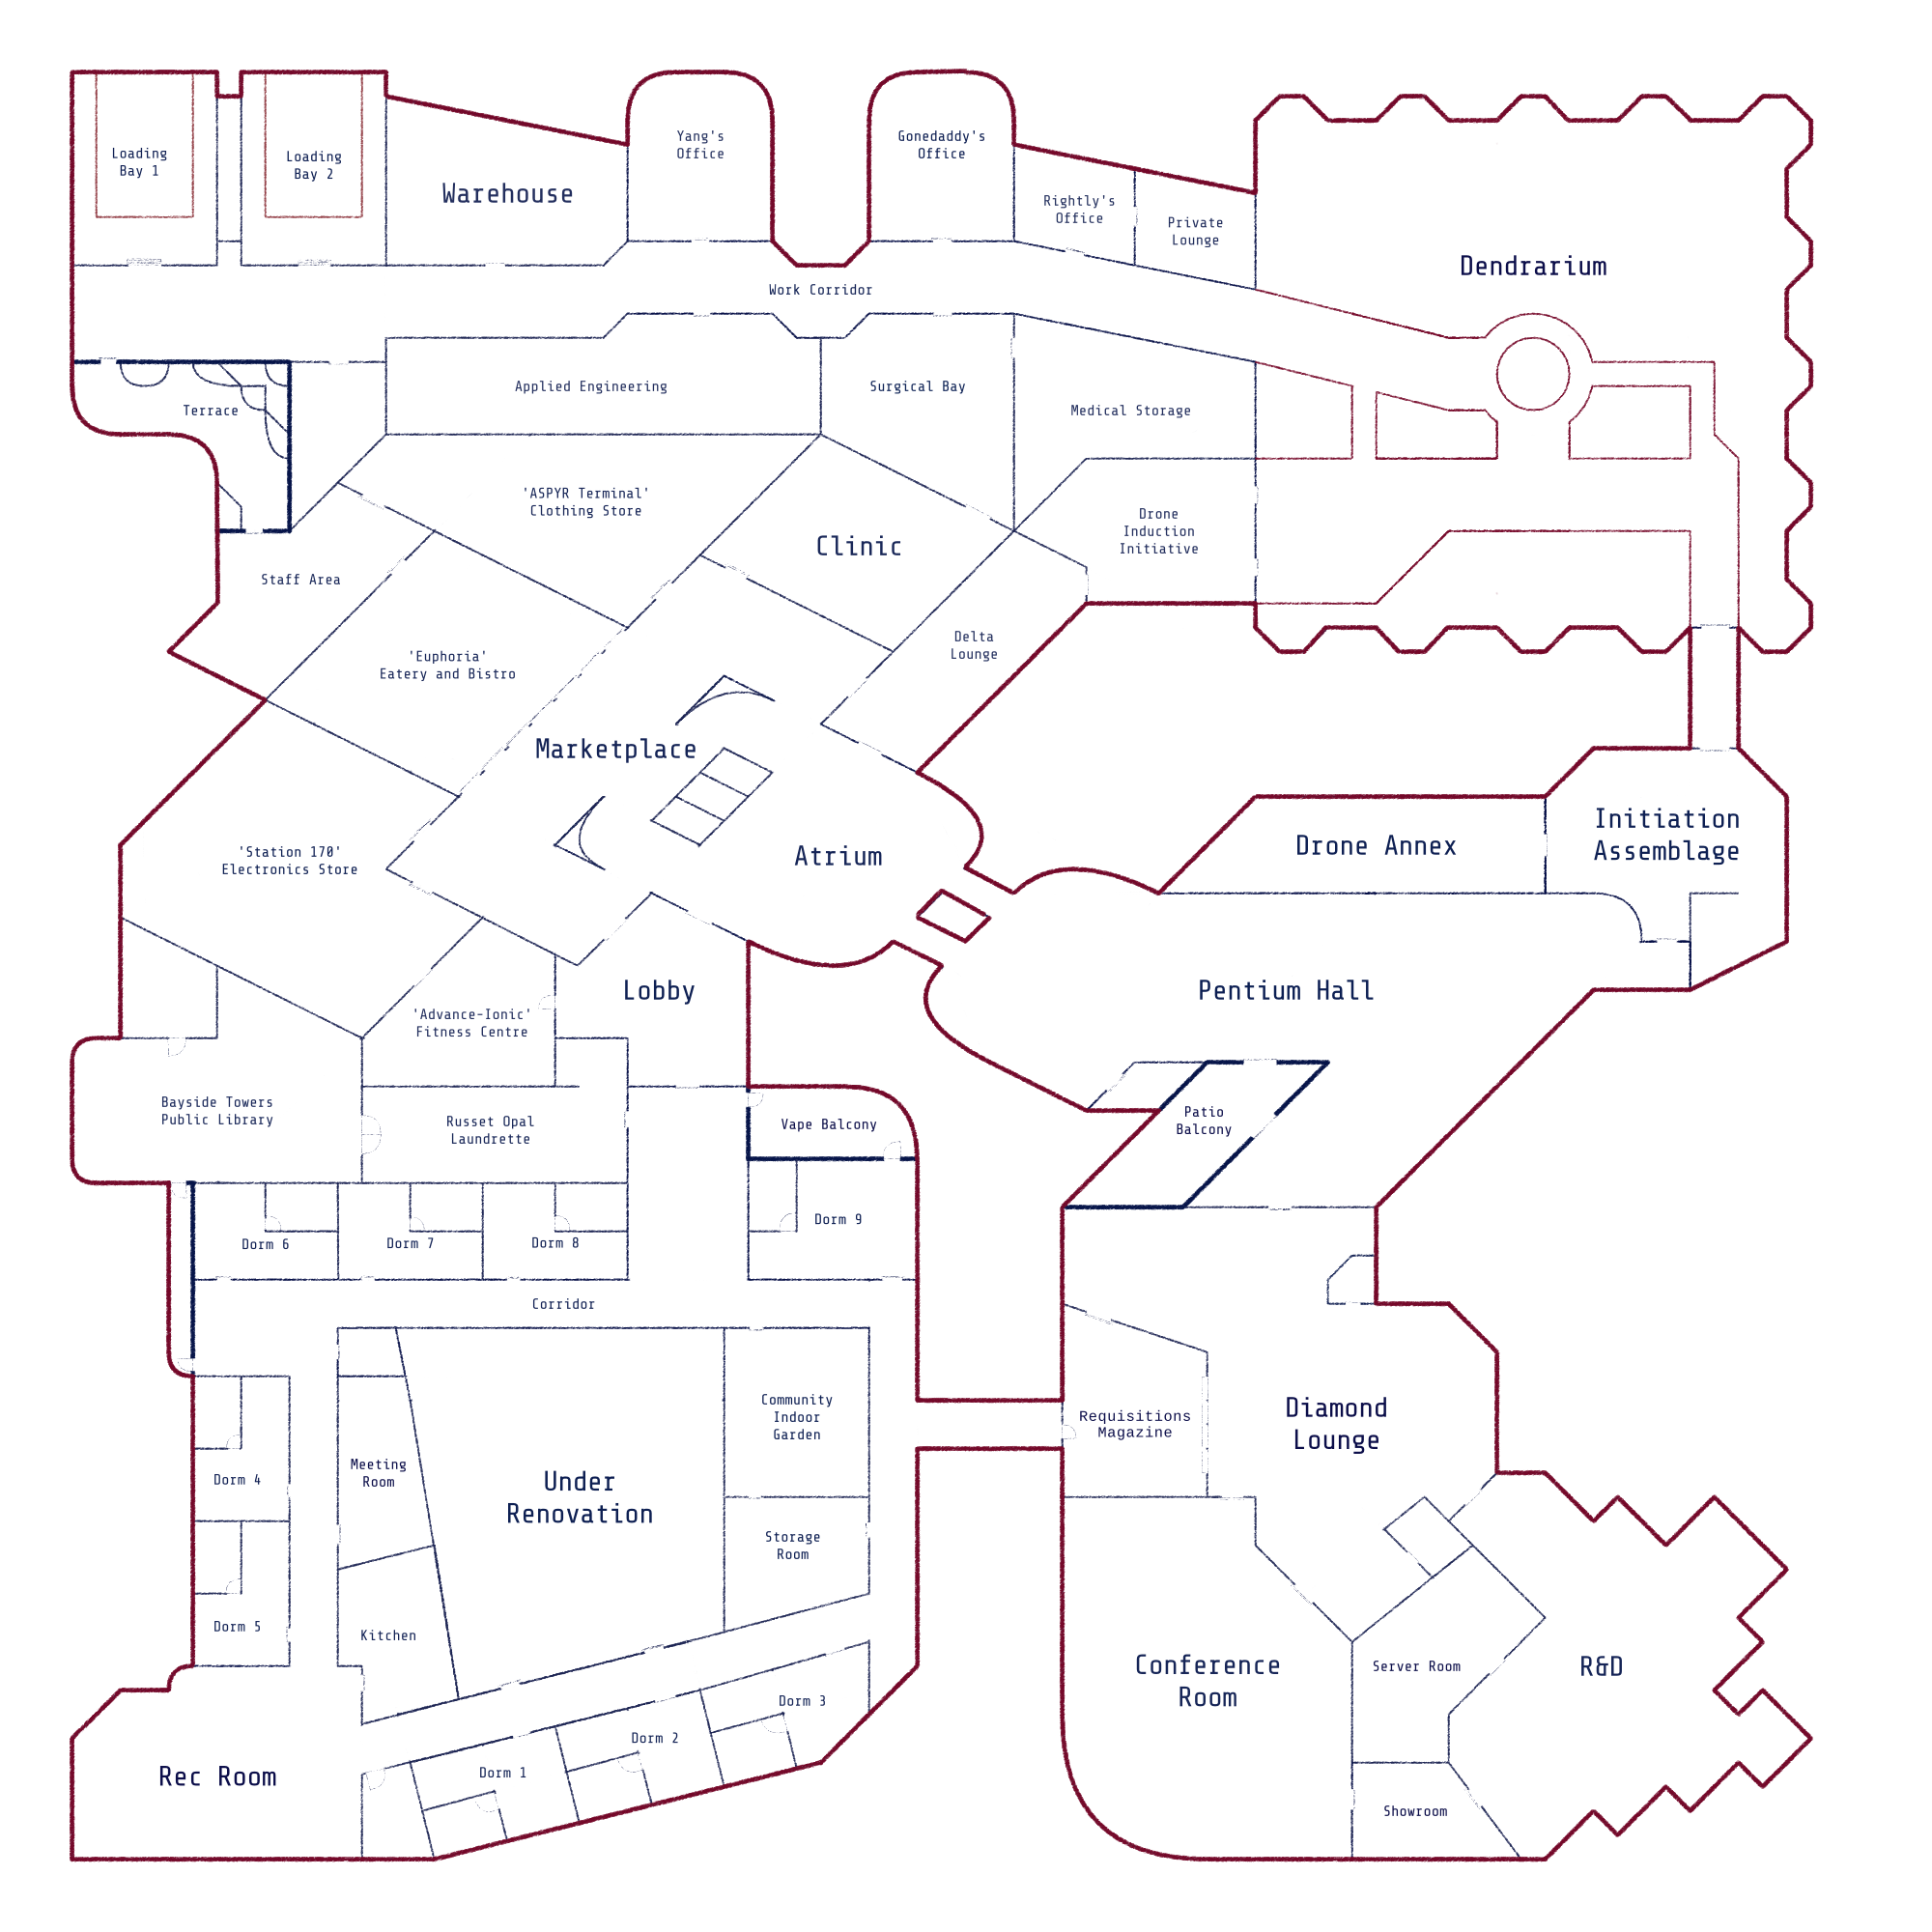 Yang's
Office
Gonedaddy's
Office
Loading
Bay 1
Loading
Bay 2
Warehouse
Rightly's
Office
Private
Lounge
Dendrarium
Work Corridor
Applied Engineering
Surgical Bay
Terrace
Medical Storage
'ASPYR Terminal'
Clothing Store
Clinic
Drone
Induction
Initiative
Staff Area
'Euphoria'
Eatery and Bistro
Delta
Lounge
Marketplace
Initiation
Assemblage
Drone Annex
Atrium
'Station 170'
Electronics Store
Lobby
Pentium Hall
'Advance-Ionic'
Fitness Centre
Bayside Towers
Public Library
Russet Opal
Laundrette
Vape Balcony
Patio
Balcony
Dorm 6
Dorm 7
Dorm 8
Dorm 9
Corridor
Community
Indoor
Garden
Requisitions
Magazine
Diamond
Lounge
Meeting
Room
Dorm 4
Under
Renovation
Storage
Room
Dorm 5
Kitchen
Conference
Room
Server Room
R&D
Dorm 3
Dorm 2
Dorm 1
Rec Room
Showroom